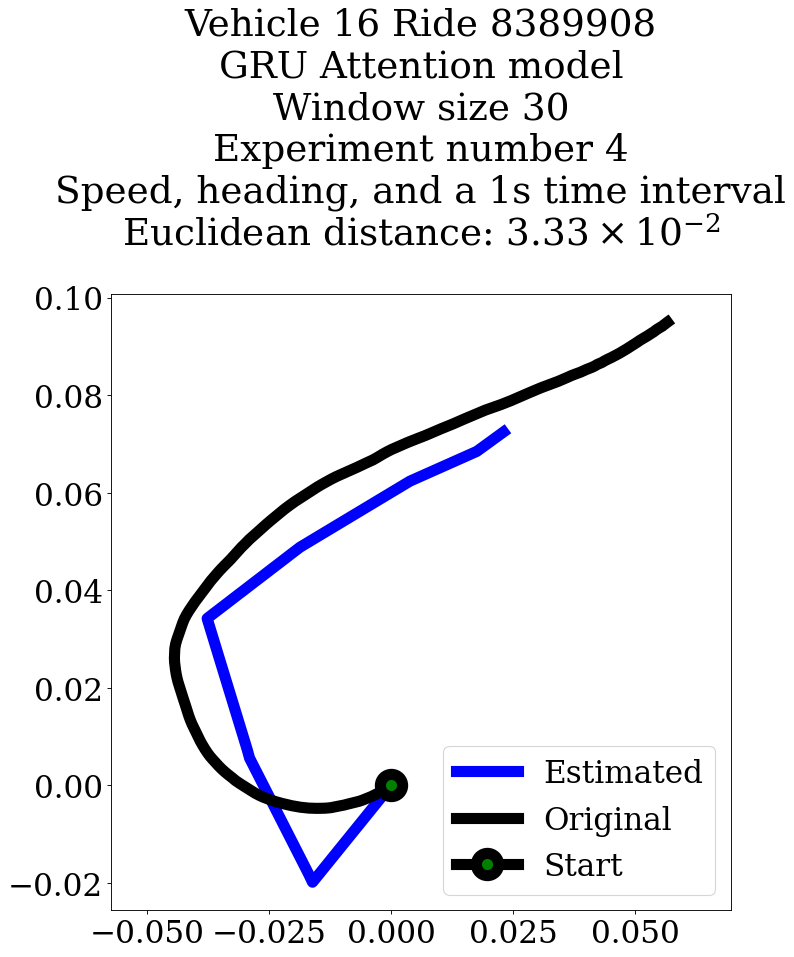 Vehicle 16 Ride 8389908
GRU Attention model
Window size 30
Experiment number 4
Speed, heading, and a 1s time interval
Euclidean distance: 3.33 × 10⁻²
0.10
0.08
0.06
0.04
0.02
0.00
−0.02
Estimated
Original
Start
−0.050 −0.025 0.000 0.025 0.050